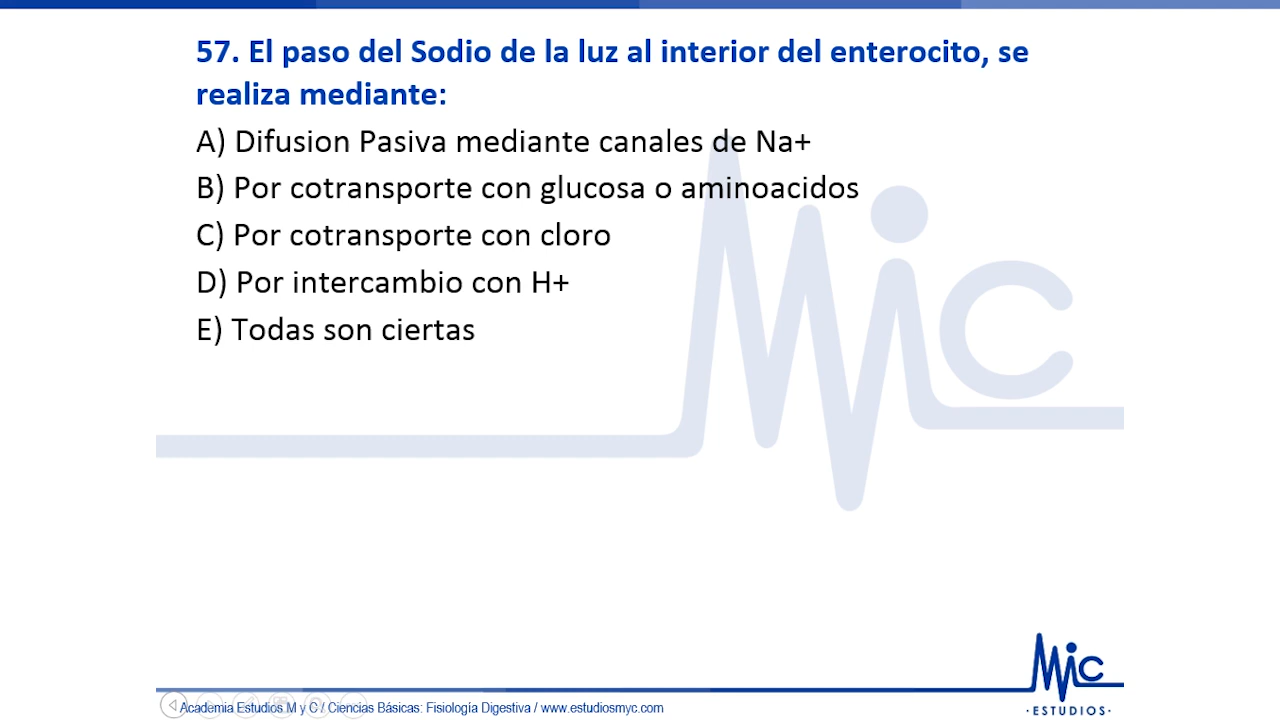 57. El paso del Sodio de la luz al interior del enterocito, se
realiza mediante:
A) Difusion Pasiva mediante canales de Na+
B) Por cotransporte con glucosa o aminoacidos
C) Por cotransporte con cloro
D) Por intercambio con H+
E) Todas son ciertas
Mic
Mic
·ESTUDIOS·
Academia Estudios M y C / Ciencias Básicas: Fisiología Digestiva / www.estudiosmyc.com